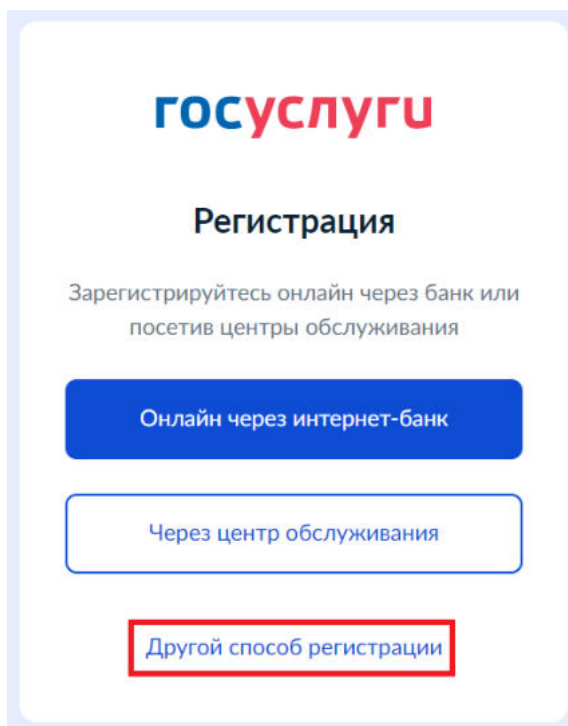 госуслуги
Регистрация
Зарегистрируйтесь онлайн через банк или
посетив центры обслуживания
Онлайн через интернет-банк
Через центр обслуживания
Другой способ регистрации